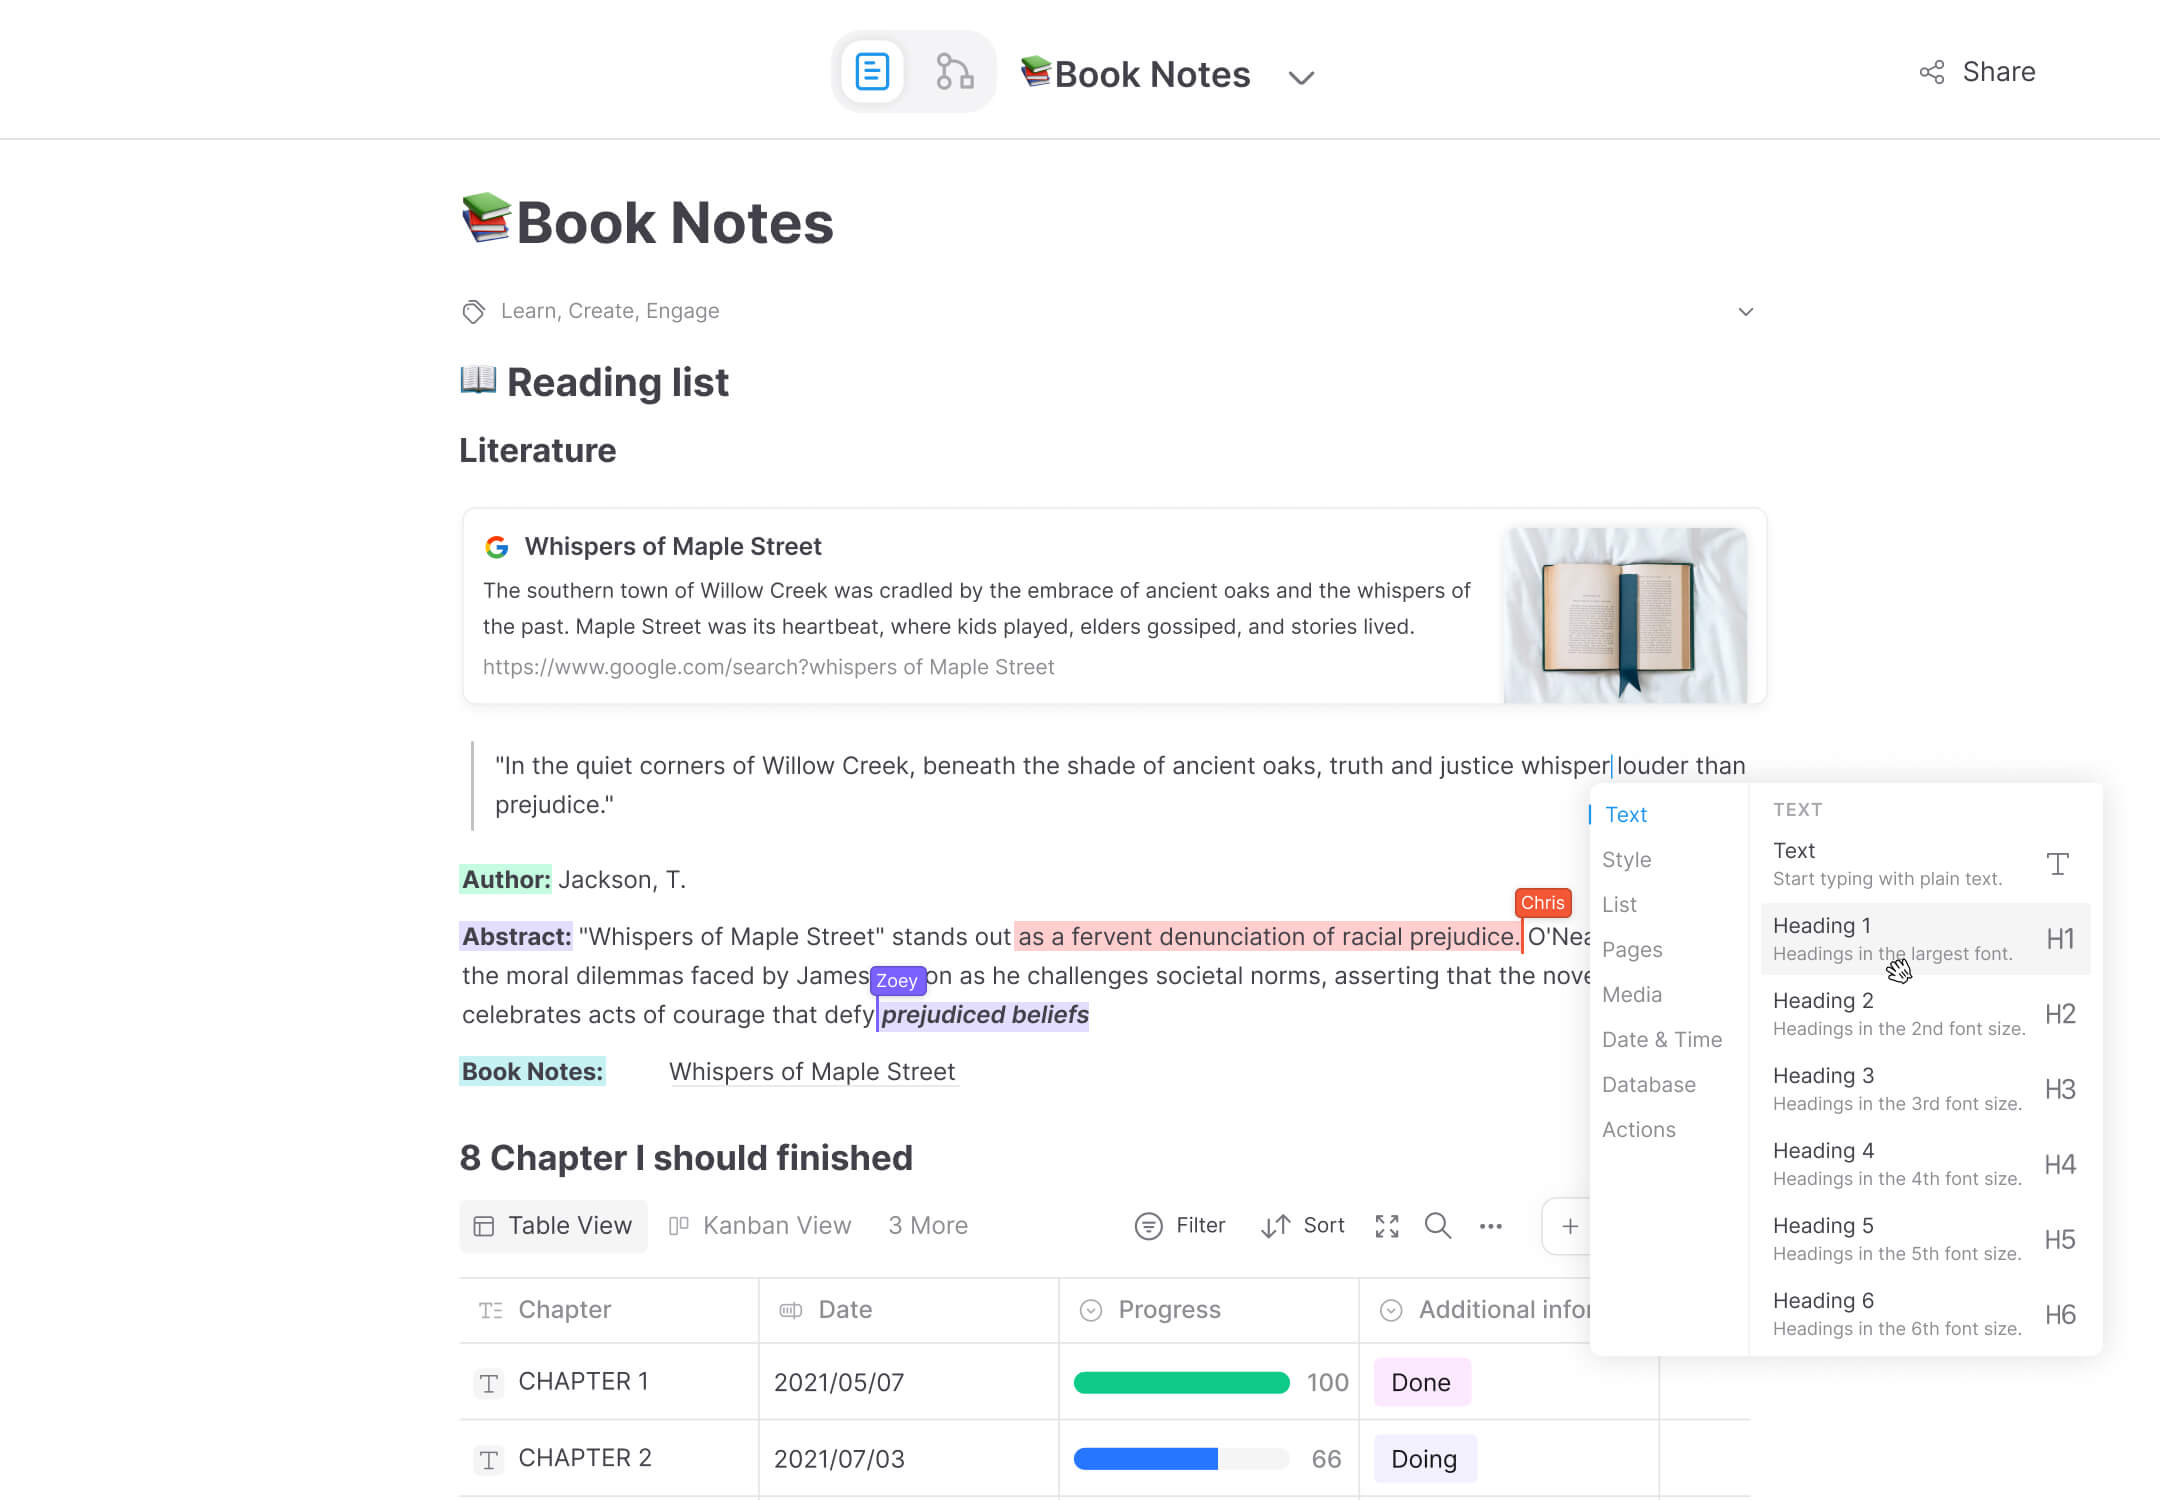 Book Notes
Share
Book Notes
Learn, Create, Engage
Reading list
Literature
Whispers of Maple Street
The southern town of Willow Creek was cradled by the embrace of ancient oaks and the whispers of
the past. Maple Street was its heartbeat, where kids played, elders gossiped, and stories lived.
https://www.google.com/search?whispers of Maple Street
"In the quiet corners of Willow Creek, beneath the shade of ancient oaks, truth and justice whisper louder than
prejudice."
Author: Jackson, T.
Chris
Abstract: "Whispers of Maple Street" stands out as a fervent denunciation of racial prejudice. O'Nea
the moral dilemmas faced by James on as he challenges societal norms, asserting that the nove
Zoey
celebrates acts of courage that defy prejudiced beliefs
Book Notes: Whispers of Maple Street
8 Chapter I should finished
Table View Kanban View 3 More Filter Sort
Chapter Date Progress Additional infor
CHAPTER 1 2021/05/07 100 Done
CHAPTER 2 2021/07/03 66 Doing
Text
Style
List
Pages
Media
Date & Time
Database
Actions
TEXT
Text
Start typing with plain text.
T
Heading 1
Headings in the largest font.
H1
Heading 2
Headings in the 2nd font size.
H2
Heading 3
Headings in the 3rd font size.
H3
Heading 4
Headings in the 4th font size.
H4
Heading 5
Headings in the 5th font size.
H5
Heading 6
Headings in the 6th font size.
H6